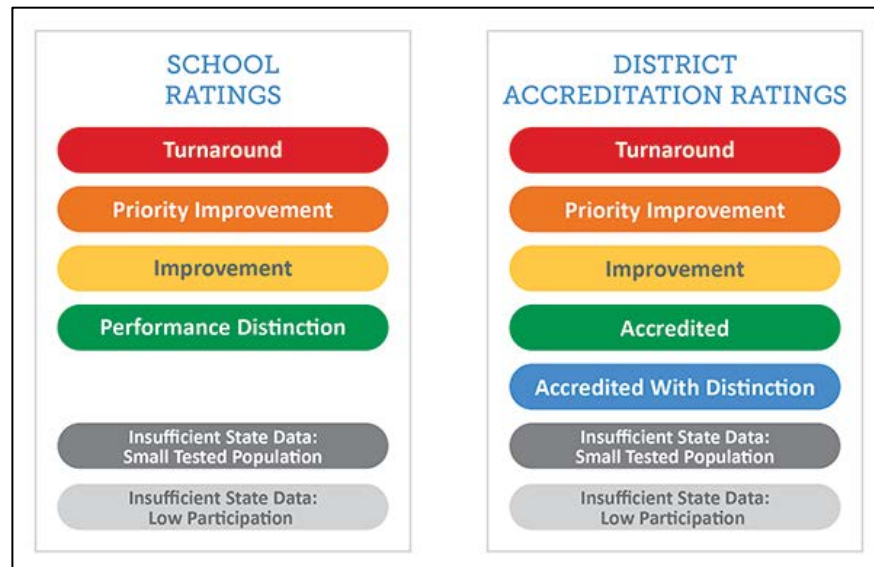 SCHOOL
RATINGS
Turnaround
Priority Improvement
Improvement
Performance Distinction
Insufficient State Data:
Small Tested Population
Insufficient State Data:
Low Participation
DISTRICT
ACCREDITATION RATINGS
Turnaround
Priority Improvement
Improvement
Accredited
Accredited With Distinction
Insufficient State Data:
Small Tested Population
Insufficient State Data:
Low Participation